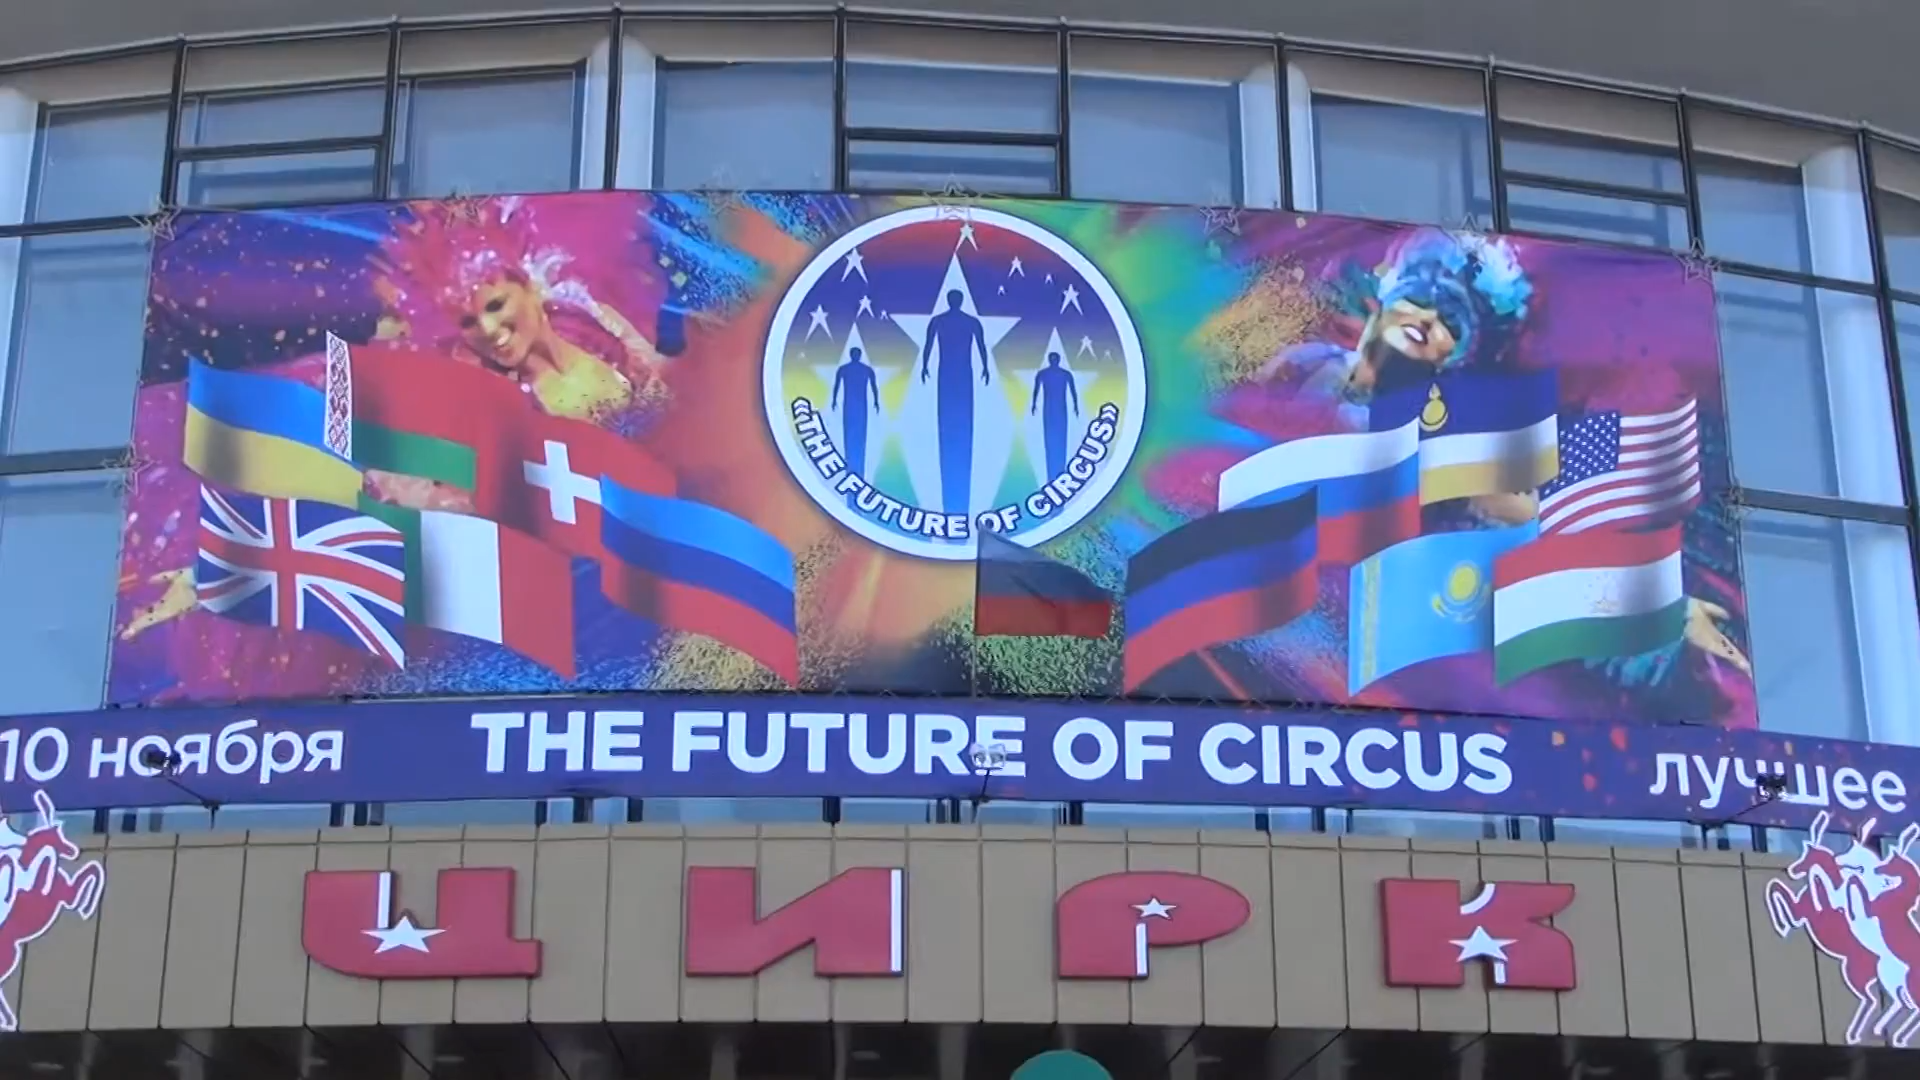 «THE FUTURE OF CIRCUS»
10 ноября THE FUTURE OF CIRCUS лучшее
ЦИРК